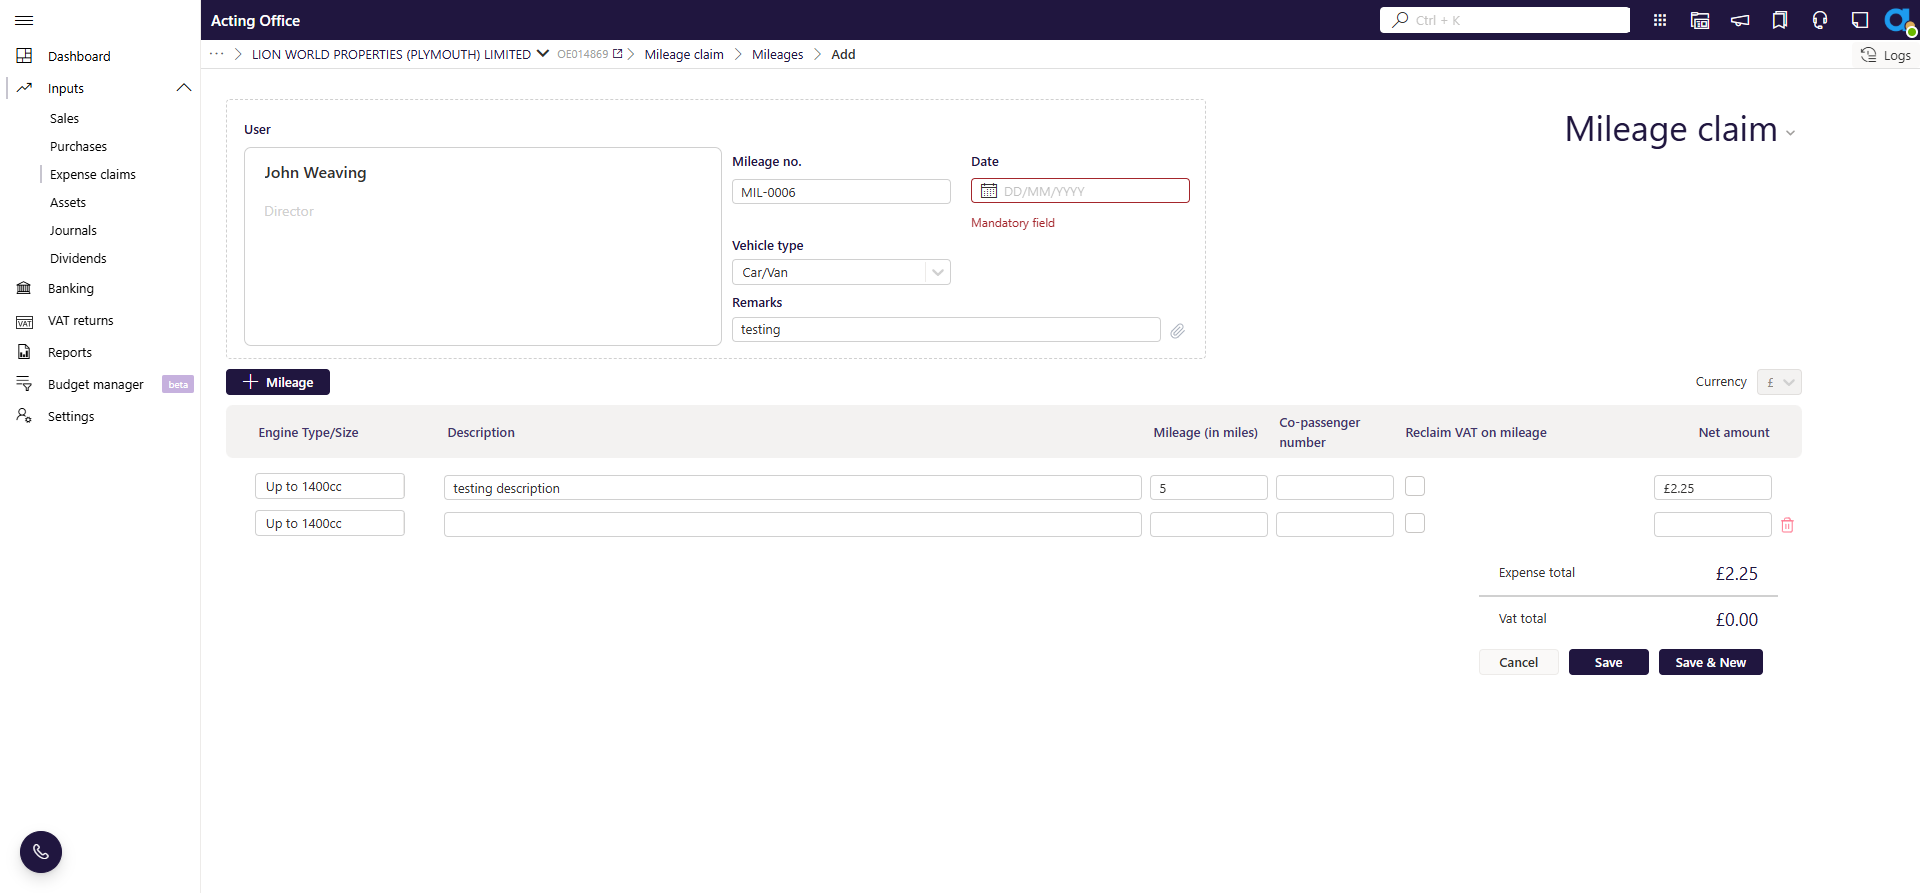 Acting Office
Ctrl + K
Dashboard
Inputs
Sales
Purchases
Expense claims
Assets
Journals
Dividends
Banking
VAT
VAT returns
Reports
Budget manager beta
Settings
··· LION WORLD PROPERTIES (PLYMOUTH) LIMITED OE014869 Mileage claim Mileages Add
Logs
User
John Weaving
Director
Mileage no.
MIL-0006
Date
DD/MM/YYYY
Mandatory field
Vehicle type
Car/Van
Remarks
testing
Mileage claim
Mileage
Currency £
Engine Type/Size
Description
Mileage (in miles)
Co-passenger
number
Reclaim VAT on mileage
Net amount
Up to 1400cc testing description 5 £2.25
Up to 1400cc
Expense total £2.25
Vat total £0.00
Cancel Save Save & New